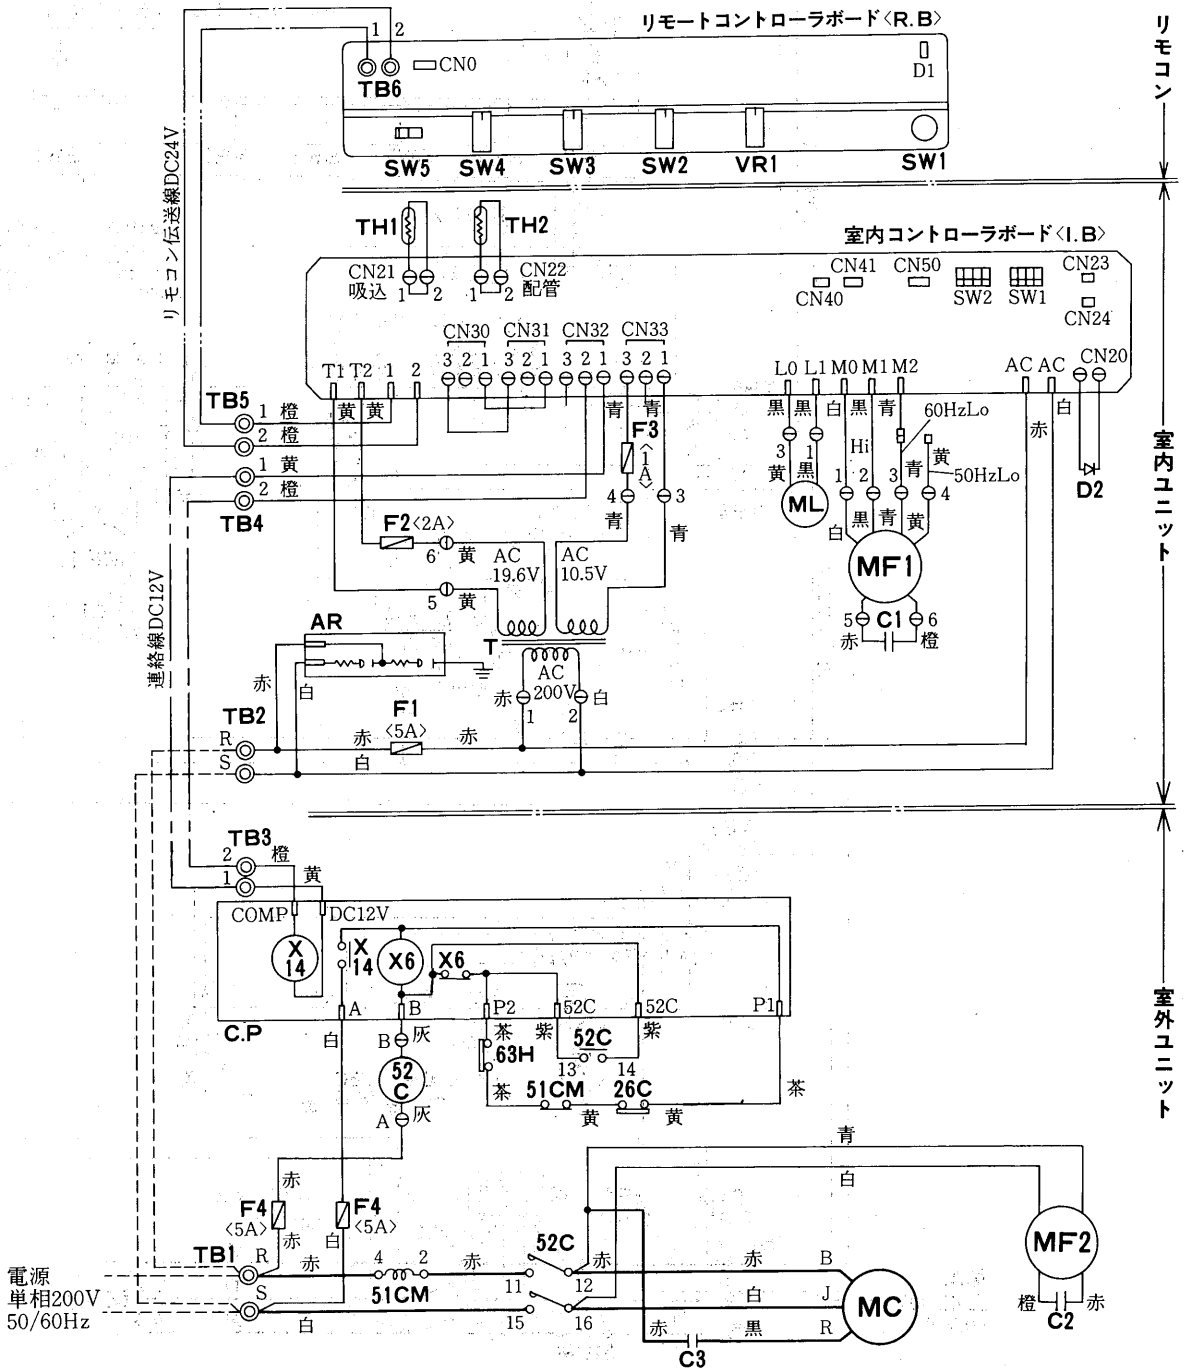 リモートコントローラボード〈R.B〉
1 2
CN0
TB6
D1
SW5 SW4 SW3 SW2 VR1 SW1
リモコン
リモコン伝送線DC24V
TH1 TH2
室内コントローラボード〈I.B〉
CN21 吸込 1 2
CN22 配管 1 2
CN40 CN41 CN50 SW2 SW1 CN23
CN24
CN30 CN31 CN32 CN33
3 2 1 3 2 1 3 2 1 3 2 1
T1 T2 1 2
L0 L1 M0 M1 M2
AC AC CN20
TB5
1 橙 黄 黄
2 橙
青 青
F3
〈1A〉
黒 黒 白 黒 青
60HzLo
赤 白
1 黄
2 橙
TB4
3 1
黄 黒
Hi
青 黄
50HzLo
D2
ML
1 2 3 4
白 黒 青 黄
MF1
5 6
C1
赤 橙
F2〈2A〉
6 黄
5 黄
4 3
青 青
AC
19.6V
AC
10.5V
AR
T
AC
200V
赤 白
1 2
赤 白
連絡線DC12V
TB2
R
S
F1
〈5A〉
赤 赤
白
室内ユニット
TB3
2 橙
1 黄
COMP DC12V
X
14
X
14
X6 X6
A B P2 52C 52C P1
C.P
白
B 灰
52
C
A 灰
茶 紫 52C 紫
63H
13 14
茶 51CM 26C
黄 黄
茶
室外ユニット
青
白
赤
F4
〈5A〉
F4
〈5A〉
赤 白
TB1
R
S
赤 4 2 赤
51CM
52C
11 12
15 16
赤
赤 B
白 J
黒 R
赤
C3
MC
MF2
橙 赤
C2
白
電源
単相200V
50/60Hz